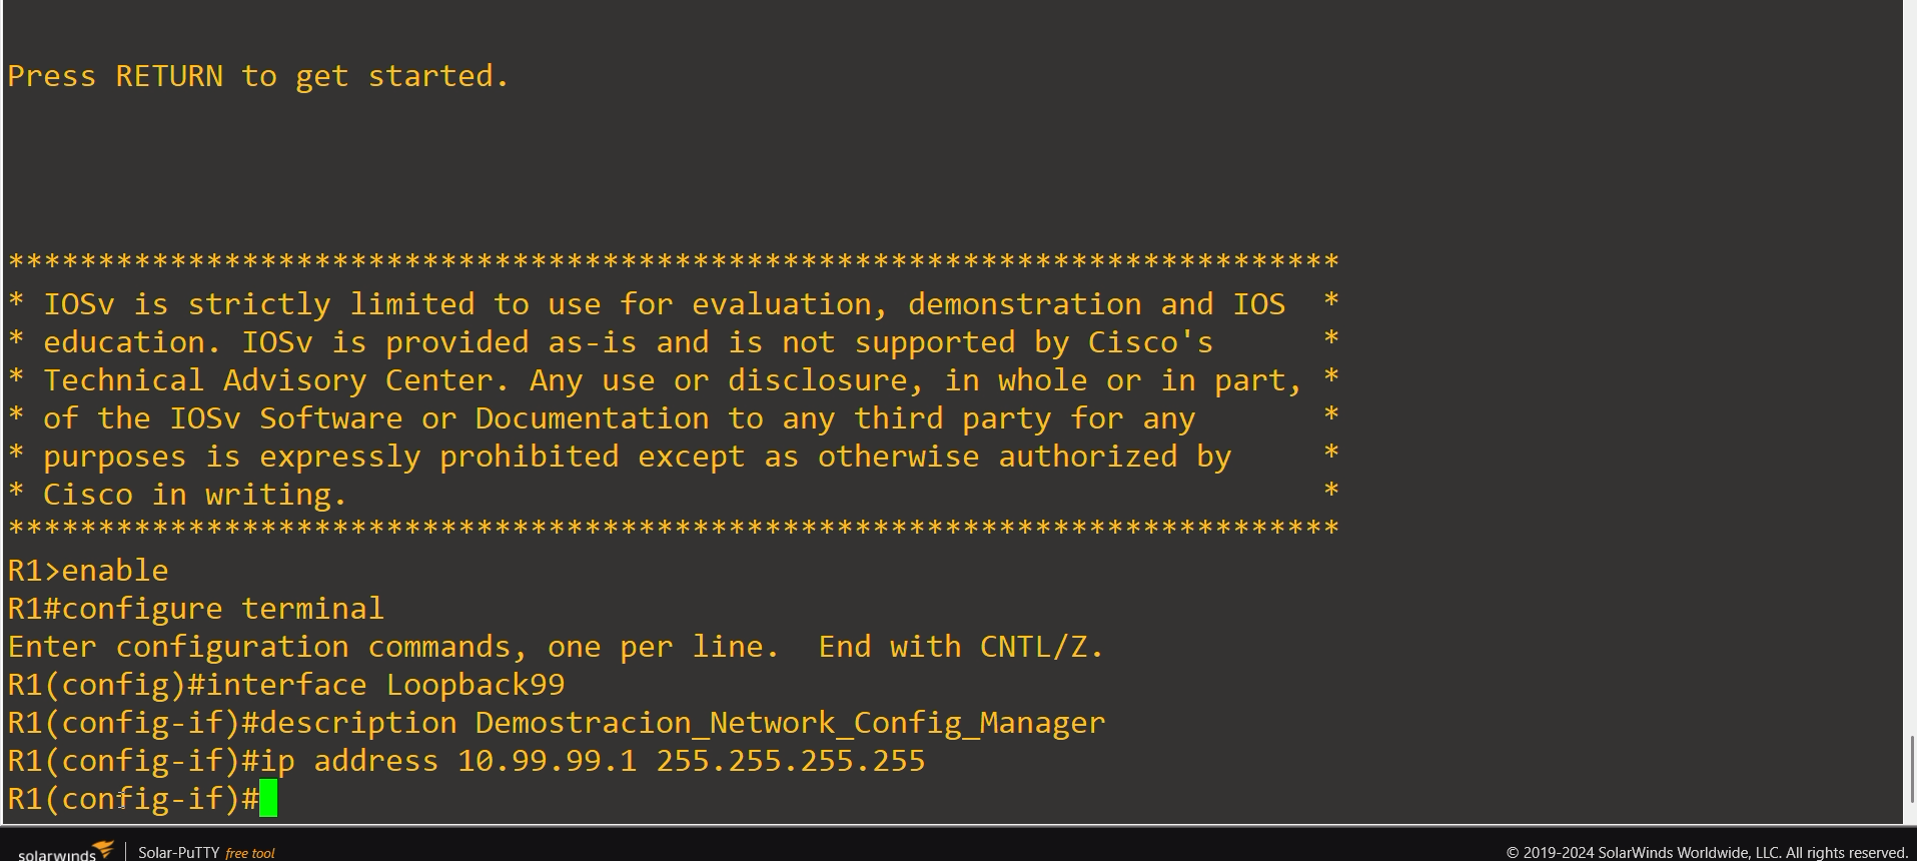 Press RETURN to get started.
**************************************************************************
* IOSv is strictly limited to use for evaluation, demonstration and IOS  *
* education. IOSv is provided as-is and is not supported by Cisco's      *
* Technical Advisory Center. Any use or disclosure, in whole or in part, *
* of the IOSv Software or Documentation to any third party for any       *
* purposes is expressly prohibited except as otherwise authorized by     *
* Cisco in writing.                                                      *
**************************************************************************
R1>enable
R1#configure terminal
Enter configuration commands, one per line.  End with CNTL/Z.
R1(config)#interface Loopback99
R1(config-if)#description Demostracion_Network_Config_Manager
R1(config-if)#ip address 10.99.99.1 255.255.255.255
R1(config-if)#
solarwinds | Solar-PuTTY free tool © 2019-2024 SolarWinds Worldwide, LLC. All rights reserved.